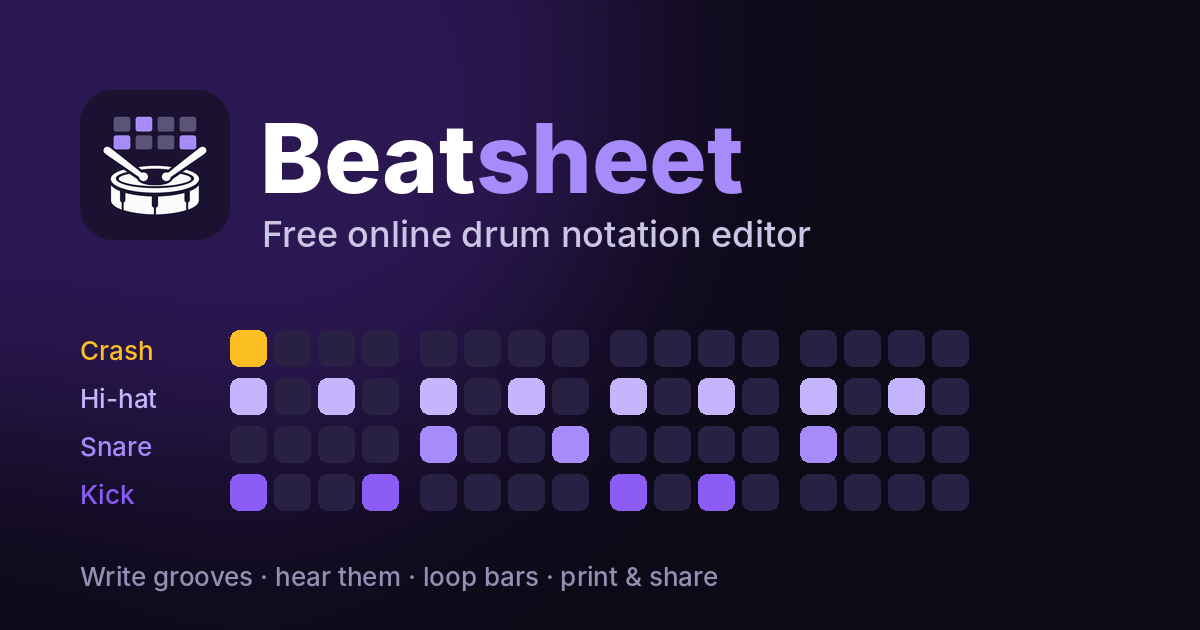 Beatsheet
Free online drum notation editor
Crash
Hi-hat
Snare
Kick
Write grooves · hear them · loop bars · print & share